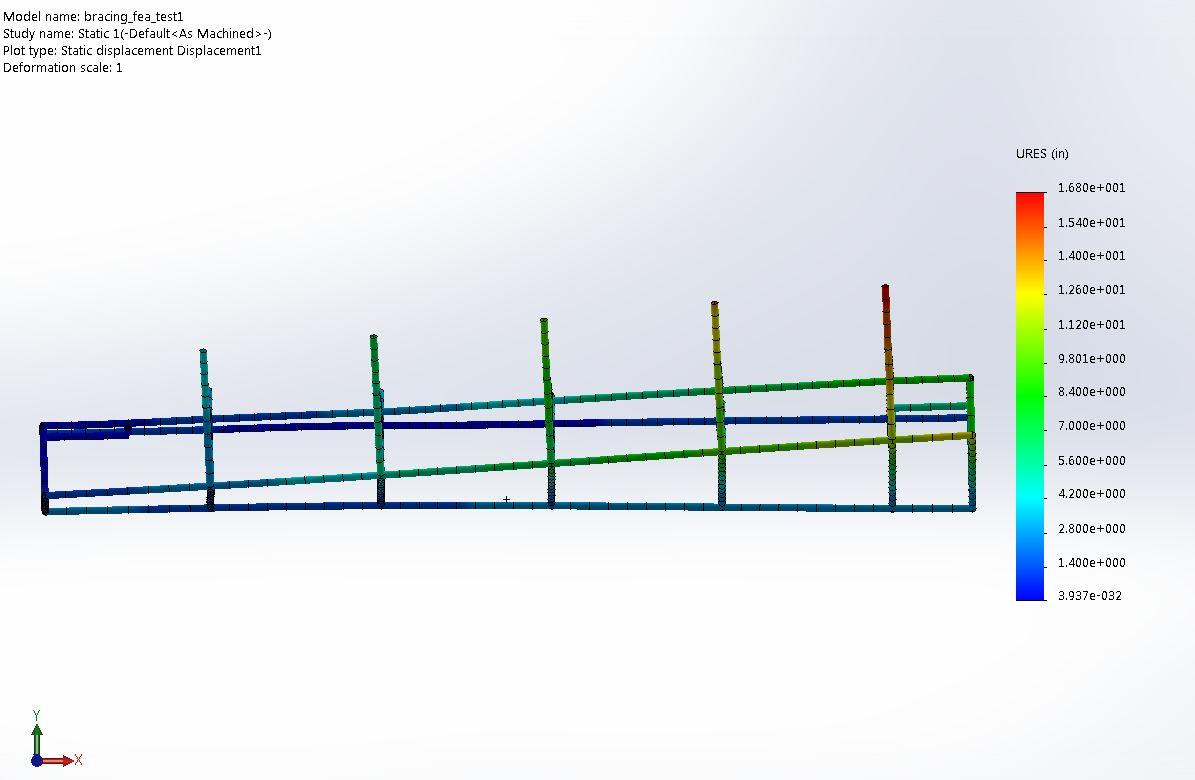 Model name: bracing_fea_test1
Study name: Static 1(-Default<As Machined>-)
Plot type: Static displacement Displacement1
Deformation scale: 1
URES (in)
1.680e+001
1.540e+001
1.400e+001
1.260e+001
1.120e+001
9.801e+000
8.400e+000
7.000e+000
5.600e+000
4.200e+000
2.800e+000
1.400e+000
3.937e-032
Y
X